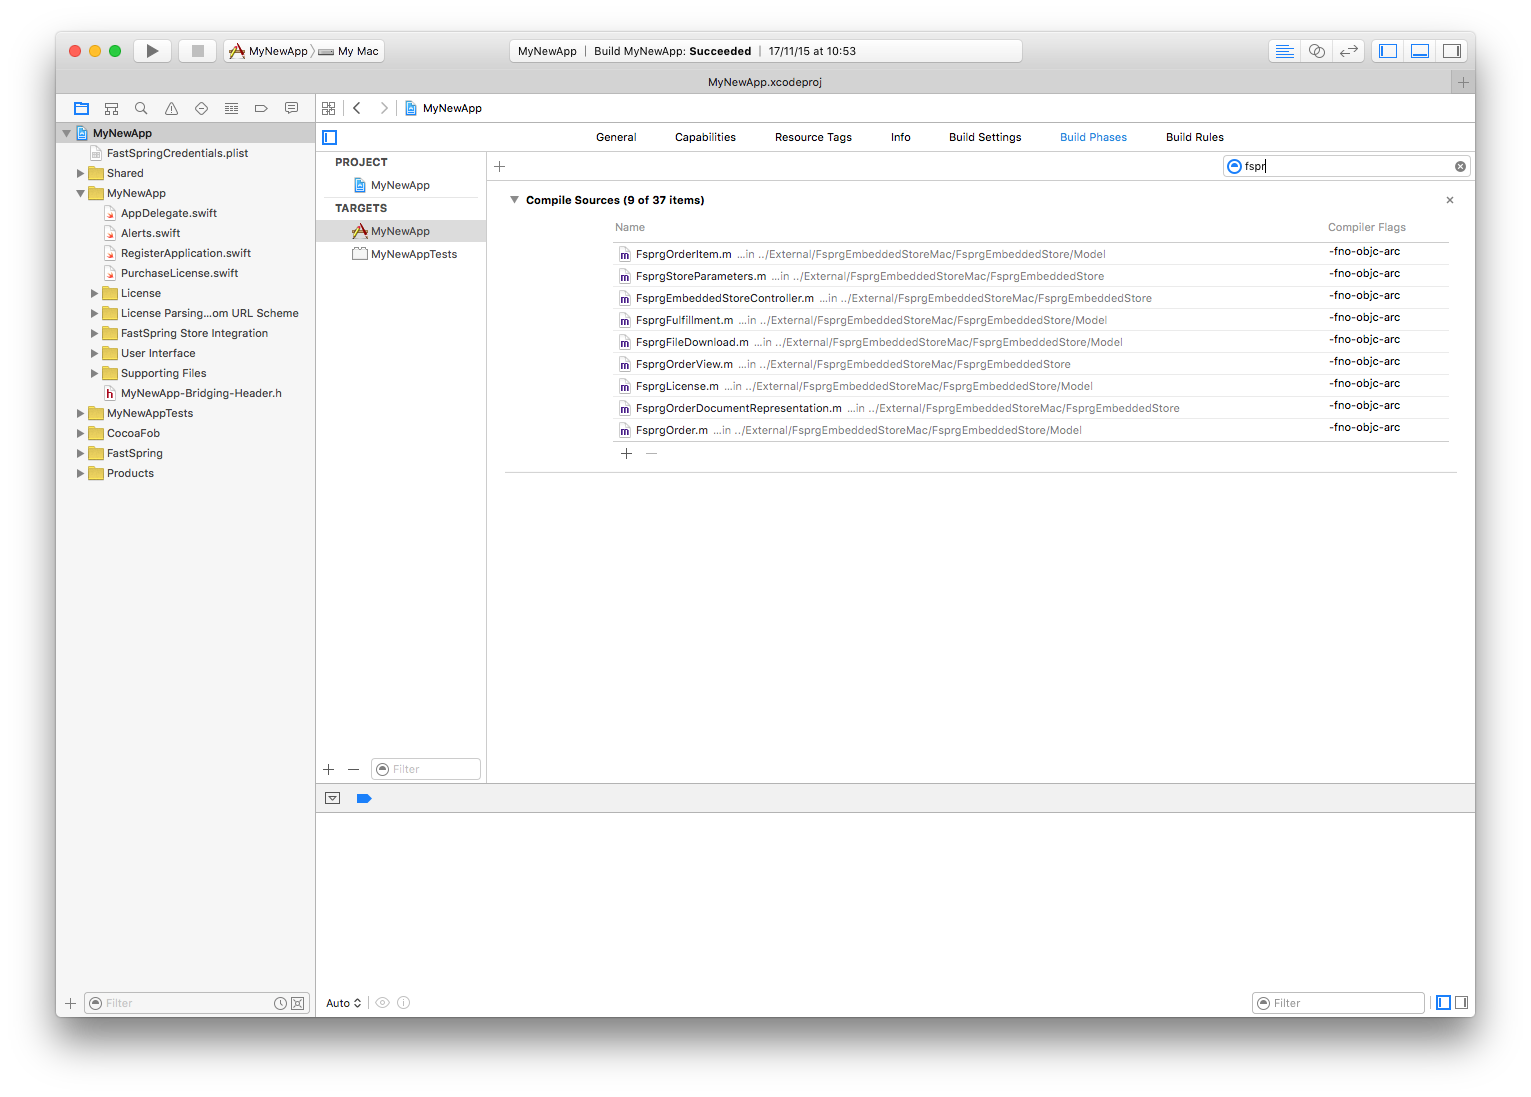 MyNewApp My Mac
MyNewApp | Build MyNewApp: Succeeded | 17/11/15 at 10:53
MyNewApp.xcodeproj
MyNewApp
MyNewApp
FastSpringCredentials.plist
Shared
MyNewApp
AppDelegate.swift
Alerts.swift
RegisterApplication.swift
PurchaseLicense.swift
License
License Parsing...om URL Scheme
FastSpring Store Integration
User Interface
Supporting Files
MyNewApp-Bridging-Header.h
MyNewAppTests
CocoaFob
FastSpring
Products
Filter
General Capabilities Resource Tags Info Build Settings Build Phases Build Rules
PROJECT
MyNewApp
TARGETS
MyNewApp
MyNewAppTests
Filter
fspr
Compile Sources (9 of 37 items)
Name Compiler Flags
FsprgOrderItem.m ...in ../External/FsprgEmbeddedStoreMac/FsprgEmbeddedStore/Model -fno-objc-arc
FsprgStoreParameters.m ...in ../External/FsprgEmbeddedStoreMac/FsprgEmbeddedStore -fno-objc-arc
FsprgEmbeddedStoreController.m ...in ../External/FsprgEmbeddedStoreMac/FsprgEmbeddedStore -fno-objc-arc
FsprgFulfillment.m ...in ../External/FsprgEmbeddedStoreMac/FsprgEmbeddedStore/Model -fno-objc-arc
FsprgFileDownload.m ...in ../External/FsprgEmbeddedStoreMac/FsprgEmbeddedStore/Model -fno-objc-arc
FsprgOrderView.m ...in ../External/FsprgEmbeddedStoreMac/FsprgEmbeddedStore -fno-objc-arc
FsprgLicense.m ...in ../External/FsprgEmbeddedStoreMac/FsprgEmbeddedStore/Model -fno-objc-arc
FsprgOrderDocumentRepresentation.m ...in ../External/FsprgEmbeddedStoreMac/FsprgEmbeddedStore -fno-objc-arc
FsprgOrder.m ...in ../External/FsprgEmbeddedStoreMac/FsprgEmbeddedStore/Model -fno-objc-arc
Auto
Filter